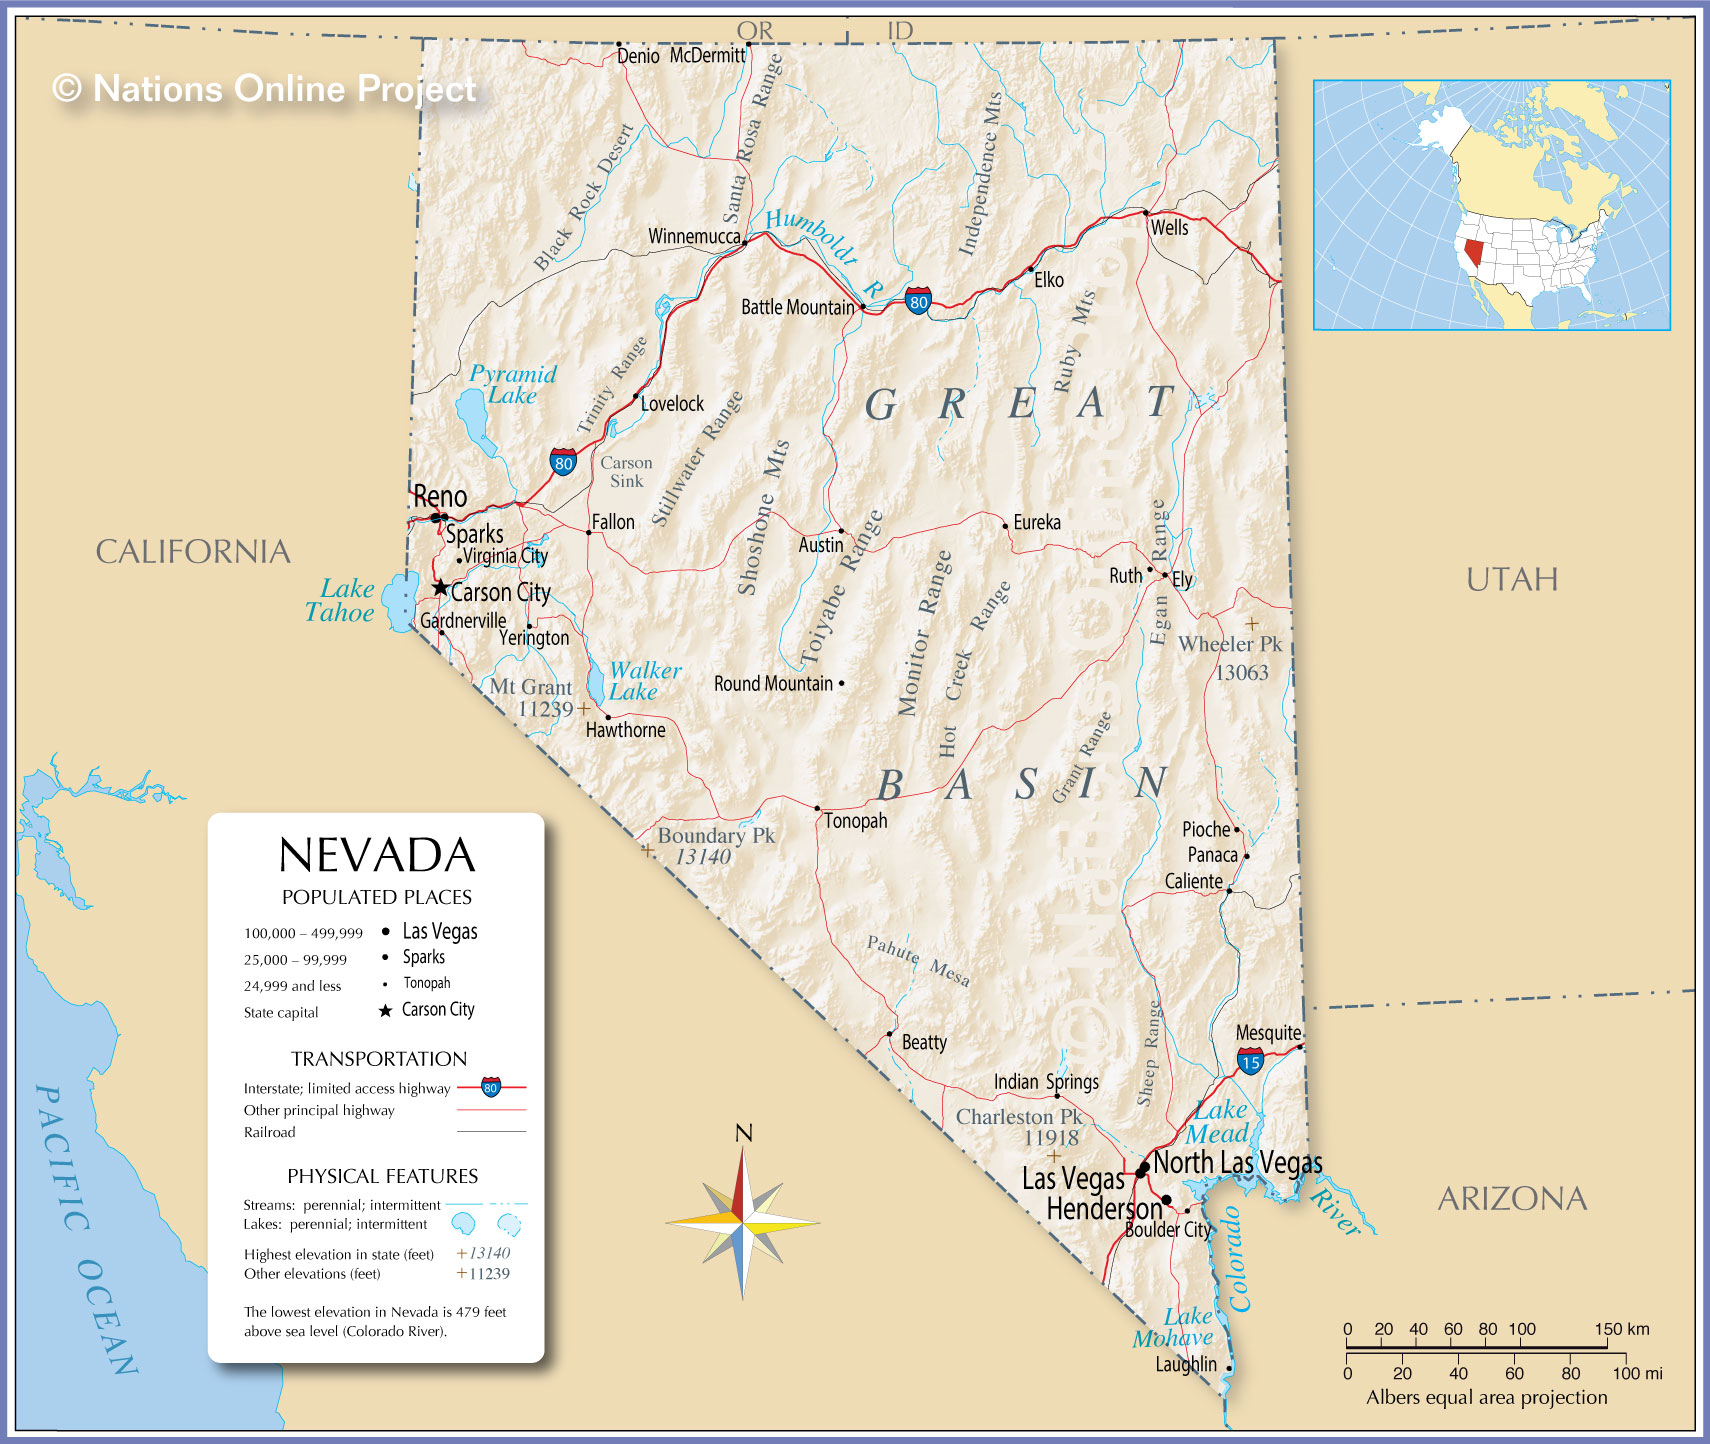 OR
ID
Denio
McDermitt
© Nations Online Project
Black Rock Desert
Santa Rosa Range
Independence Mts
Humboldt
R
Winnemucca
Wells
Elko
Battle Mountain
80
Ruby Mts
Pyramid
Lake
Trinity Range
Lovelock
GREAT
Stillwater Range
80
Carson
Sink
Shoshone Mts
Reno
Sparks
Fallon
Virginia City
Austin
Eureka
Toiyabe Range
Monitor Range
Hot Creek Range
Egan Range
Ruth
Ely
CALIFORNIA
UTAH
Lake
Tahoe
Carson City
Gardnerville
Yerington
Wheeler Pk
13063
Walker
Lake
Mt Grant
11239
Round Mountain
Hawthorne
Grant Range
BASIN
Tonopah
Boundary Pk
13140
Pioche
Panaca
Caliente
Pahute Mesa
© Nations Online Project
Beatty
Sheep Range
Mesquite
15
Indian Springs
Charleston Pk
11918
Lake
Mead
Las Vegas
North Las Vegas
Henderson
Boulder City
Colorado
River
ARIZONA
Lake
Mohave
Laughlin
PACIFIC OCEAN
NEVADA
POPULATED PLACES
100,000 – 499,999 Las Vegas
25,000 – 99,999 Sparks
24,999 and less Tonopah
State capital Carson City
TRANSPORTATION
Interstate; limited access highway 80
Other principal highway
Railroad
PHYSICAL FEATURES
Streams: perennial; intermittent
Lakes: perennial; intermittent
Highest elevation in state (feet) +13140
Other elevations (feet) +11239
The lowest elevation in Nevada is 479 feet
above sea level (Colorado River).
N
0 20 40 60 80 100 150 km
0 20 40 60 80 100 mi
Albers equal area projection